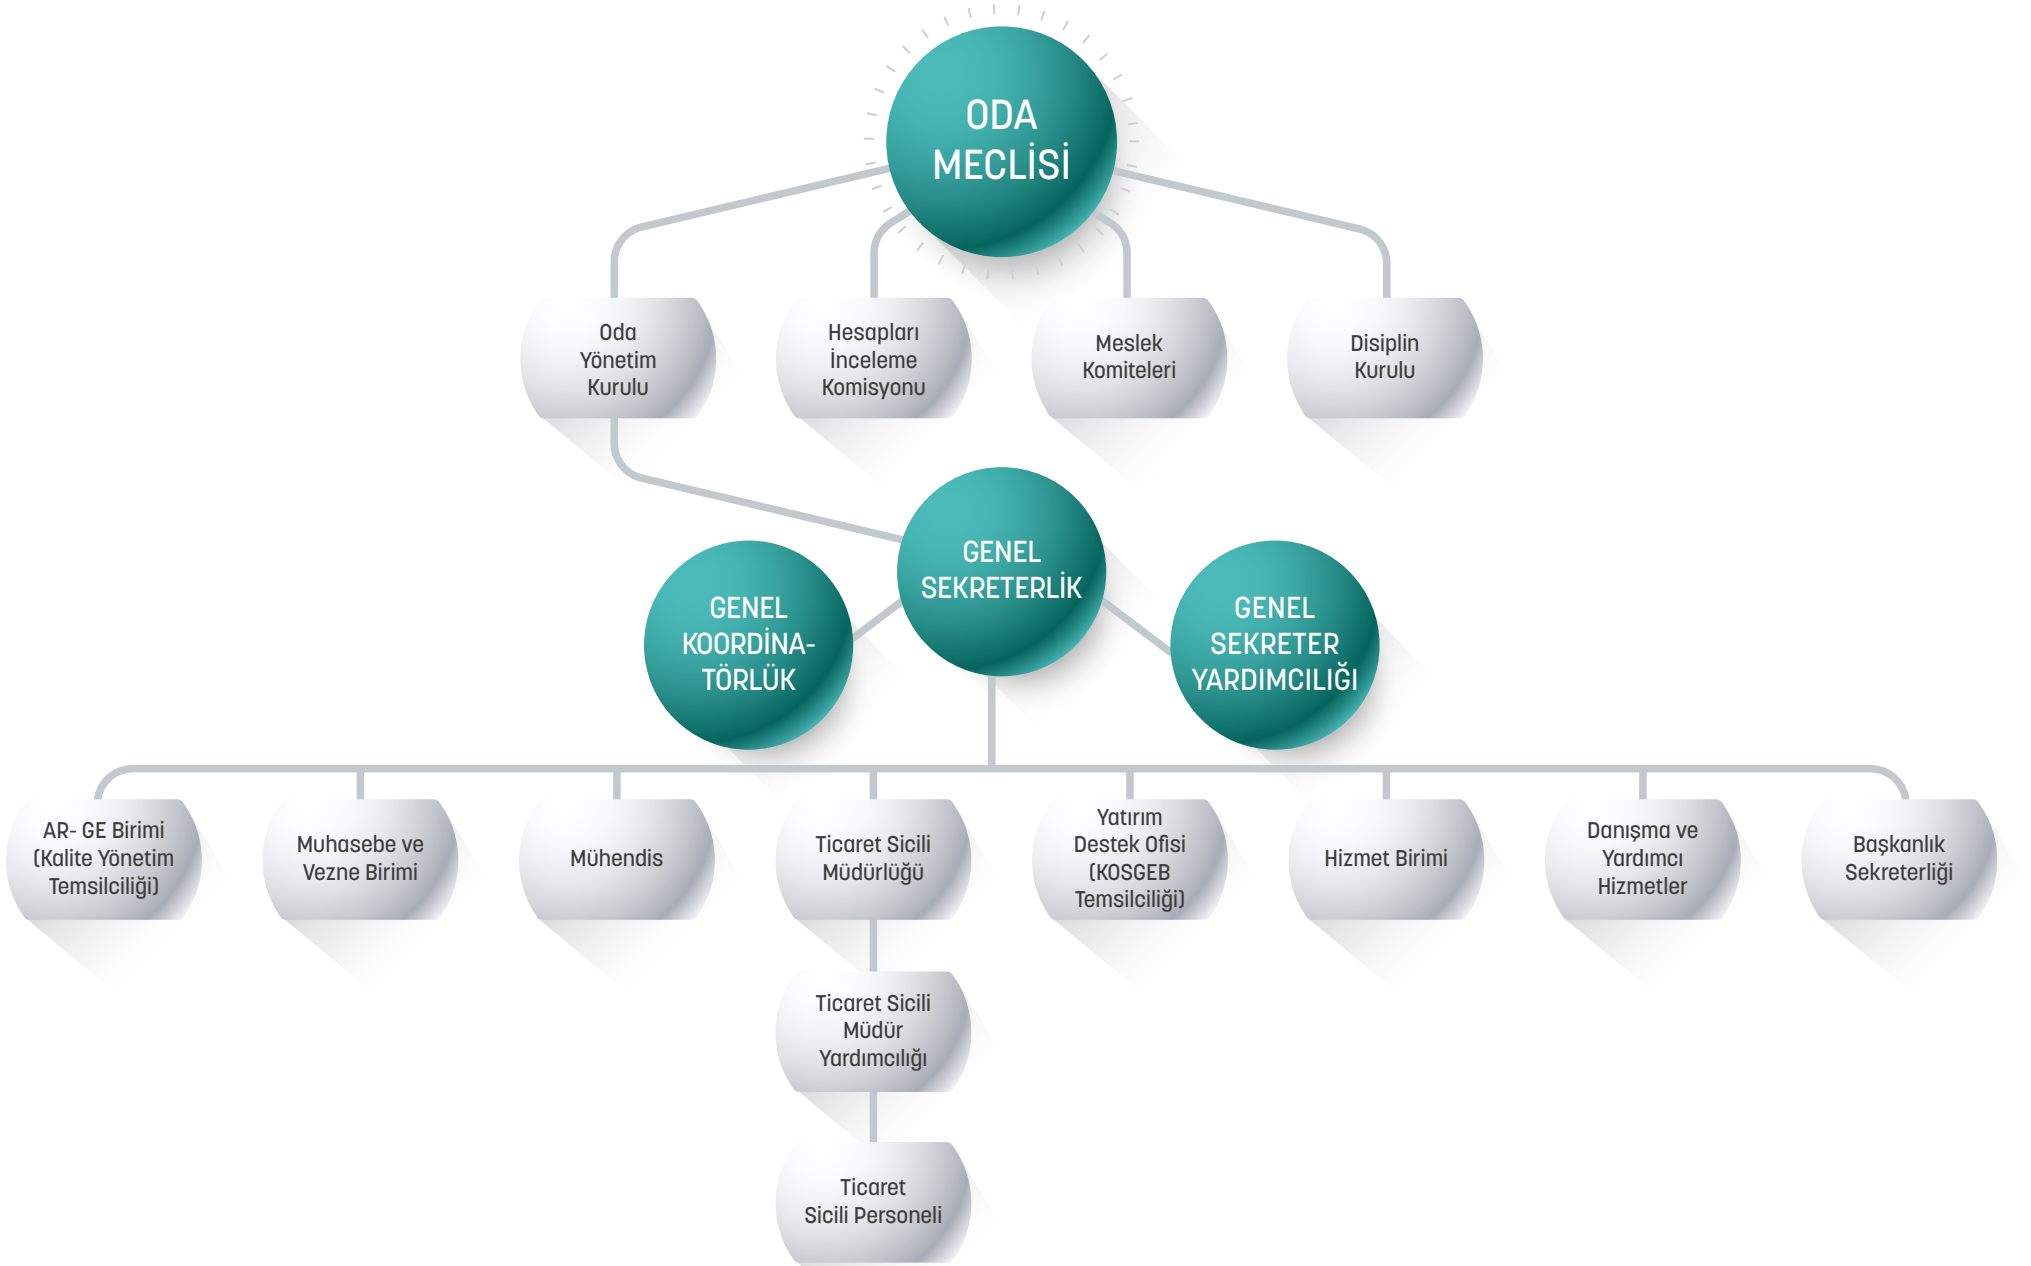 ODA
MECLİSİ
Oda
Yönetim
Kurulu
Hesapları
İnceleme
Komisyonu
Meslek
Komiteleri
Disiplin
Kurulu
GENEL
SEKRETERLİK
GENEL
KOORDİNA-
TÖRLÜK
GENEL
SEKRETER
YARDIMCILIĞI
AR- GE Birimi
(Kalite Yönetim
Temsilciliği)
Muhasebe ve
Vezne Birimi
Mühendis
Ticaret Sicili
Müdürlüğü
Yatırım
Destek Ofisi
(KOSGEB
Temsilciliği)
Hizmet Birimi
Danışma ve
Yardımcı
Hizmetler
Başkanlık
Sekreterliği
Ticaret Sicili
Müdür
Yardımcılığı
Ticaret
Sicili Personeli